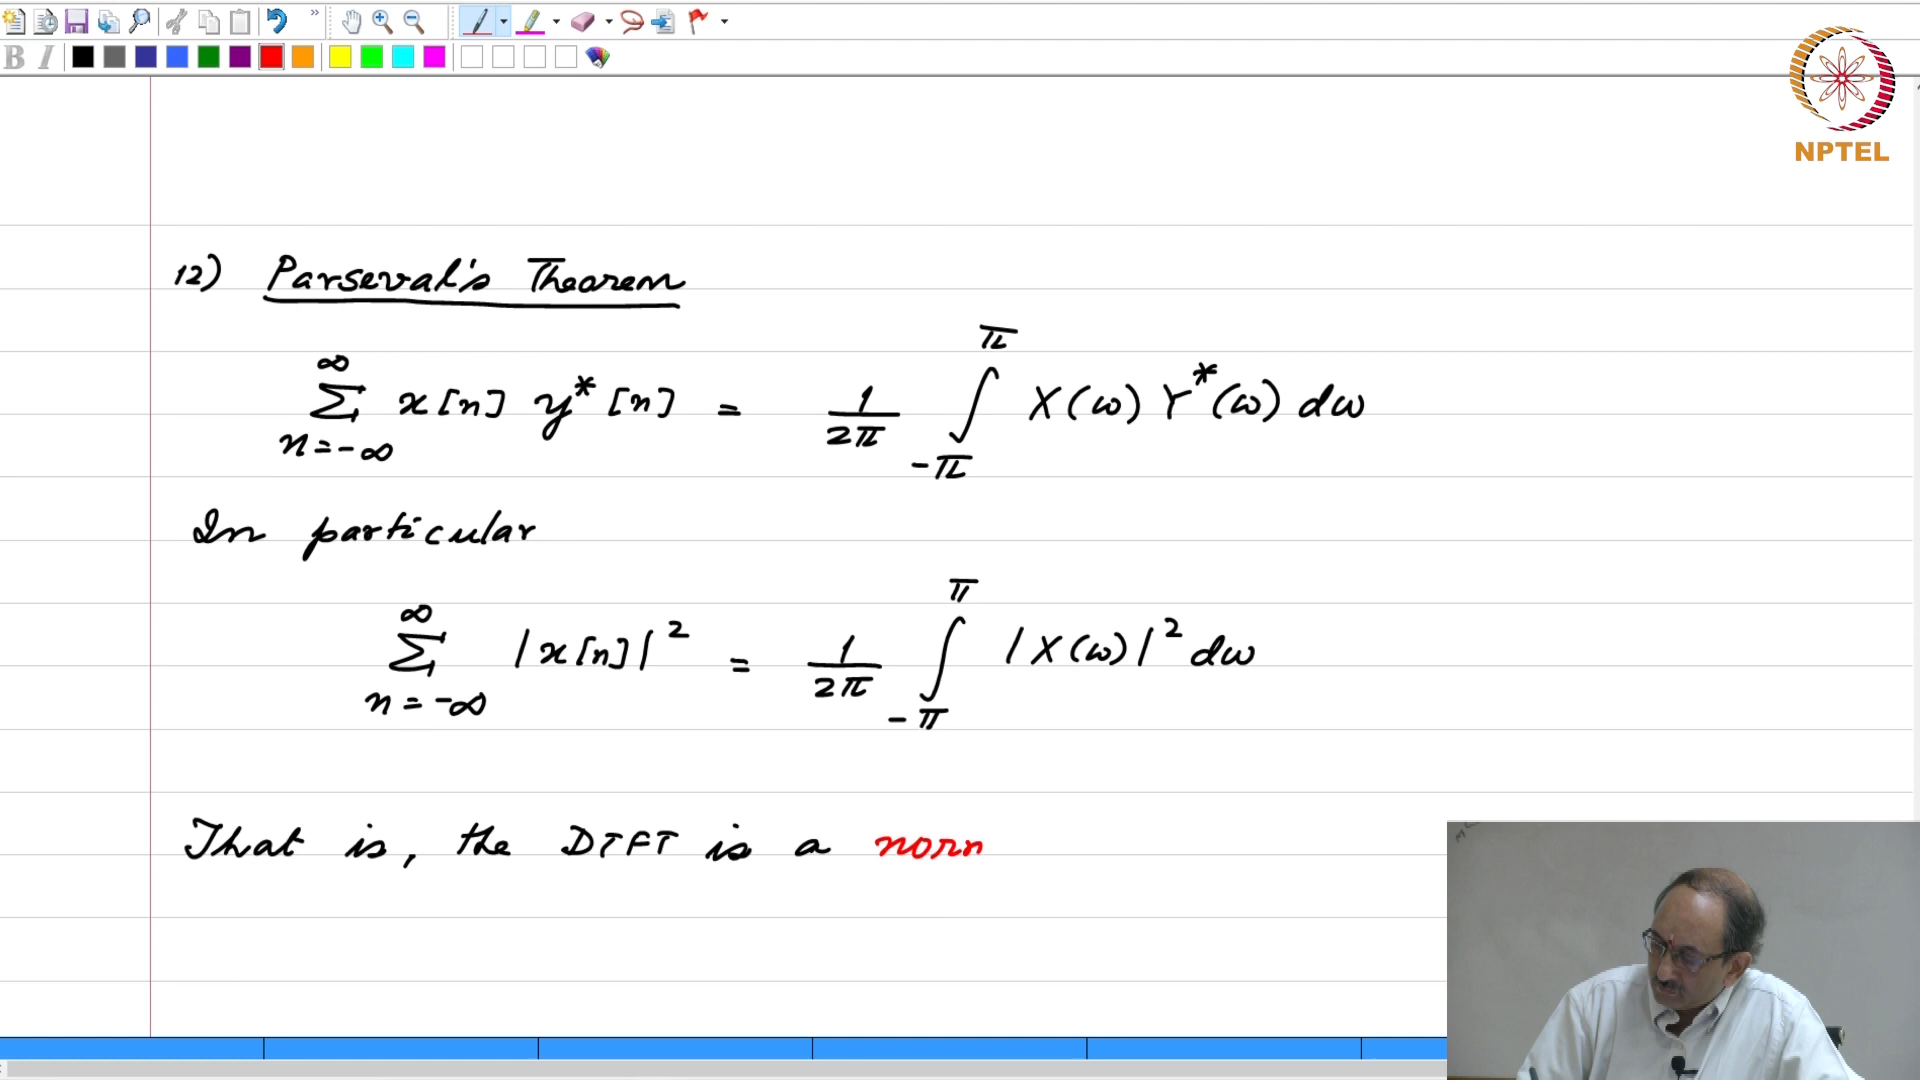 NPTEL
12) Parseval's Theorem
∞ Σ n=-∞ x[n] y*[n] = 1/2π ∫ -π π X(ω) Y*(ω) dω
In particular
∞ Σ n=-∞ |x[n]|² = 1/2π ∫ -π π |X(ω)|² dω
That is, the DTFT is a norm